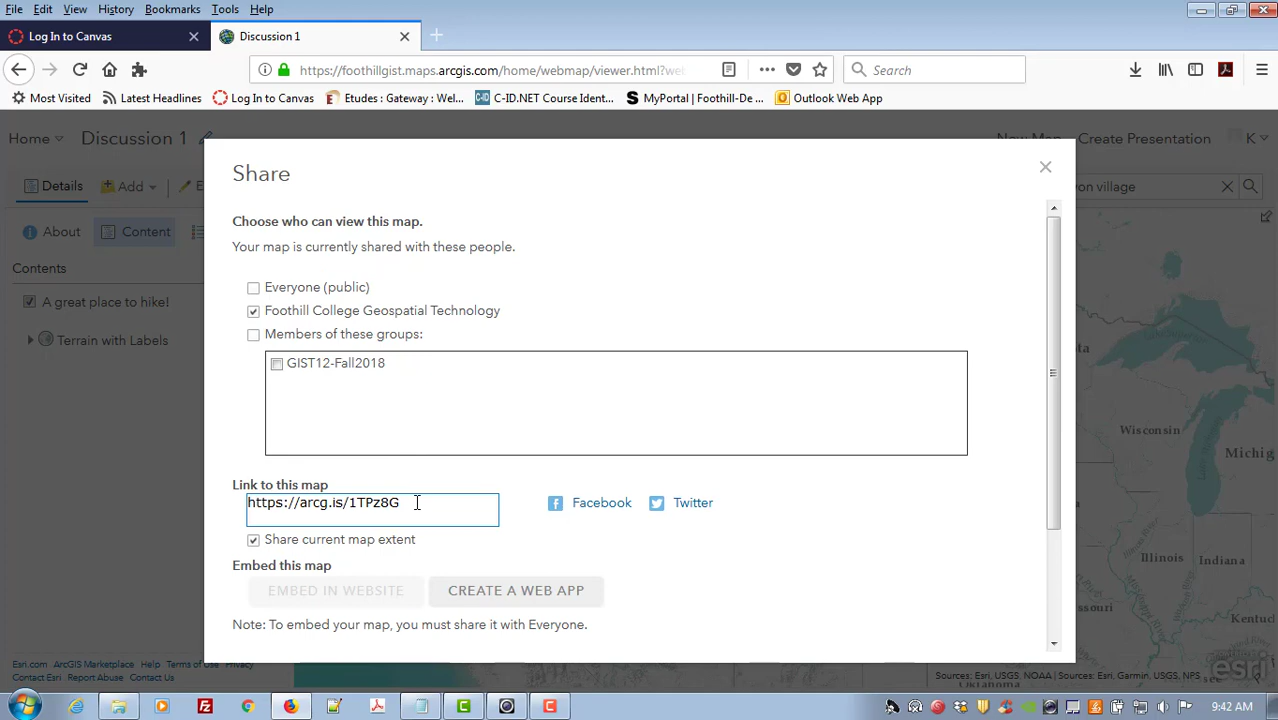 File Edit View History Bookmarks Tools Help
Log In to Canvas Discussion 1
https://foothillgist.maps.arcgis.com/home/webmap/viewer.html?we Search
Most Visited Latest Headlines Log In to Canvas Etudes : Gateway : Wel... C-ID.NET Course Ident... MyPortal | Foothill-De ... Outlook Web App
Home Discussion 1 New Map Create Presentation K
Details Add E on village
About Content
Contents
A great place to hike!
Terrain with Labels
Share
Choose who can view this map.
Your map is currently shared with these people.
Everyone (public)
Foothill College Geospatial Technology
Members of these groups:
GIST12-Fall2018
Link to this map
https://arcg.is/1TPz8G Facebook Twitter
Share current map extent
Embed this map
EMBED IN WEBSITE CREATE A WEB APP
Note: To embed your map, you must share it with Everyone.
Wisconsin
Michig
Illinois
Indiana
souri
Kentuc
Esri.com ArcGIS Marketplace Help Terms of Use Privacy
Contact Esri Report Abuse Contact Us
Sources: Esri, USGS, NOAA | Sources: Esri, Garmin, USGS, NPS
esri
9:42 AM